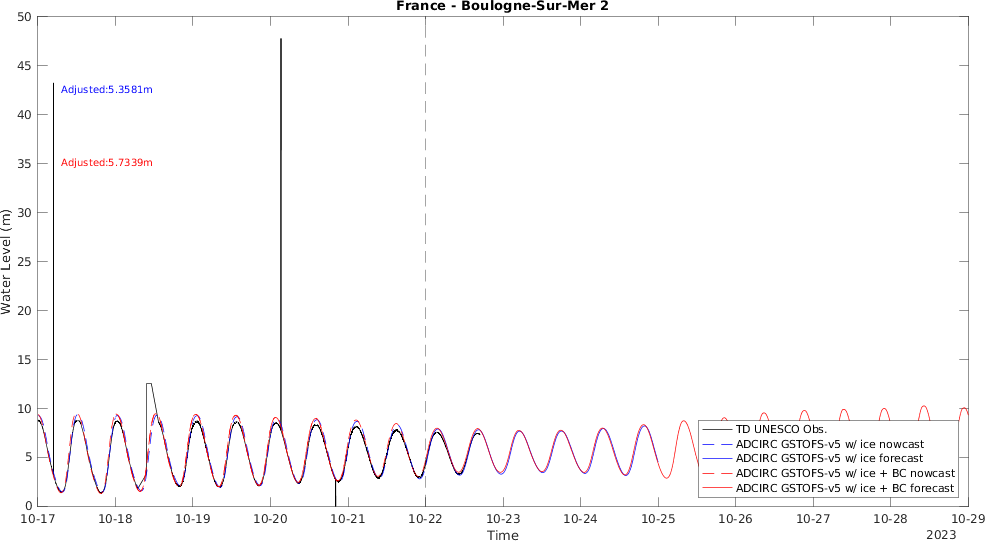 France - Boulogne-Sur-Mer 2
50
45
40
35
30
25
20
15
10
5
0
Water Level (m)
Adjusted:5.3581m
Adjusted:5.7339m
TD UNESCO Obs.
ADCIRC GSTOFS-v5 w/ ice nowcast
ADCIRC GSTOFS-v5 w/ ice forecast
ADCIRC GSTOFS-v5 w/ ice + BC nowcast
ADCIRC GSTOFS-v5 w/ ice + BC forecast
10-17 10-18 10-19 10-20 10-21 10-22 10-23 10-24 10-25 10-26 10-27 10-28 10-29
Time
2023